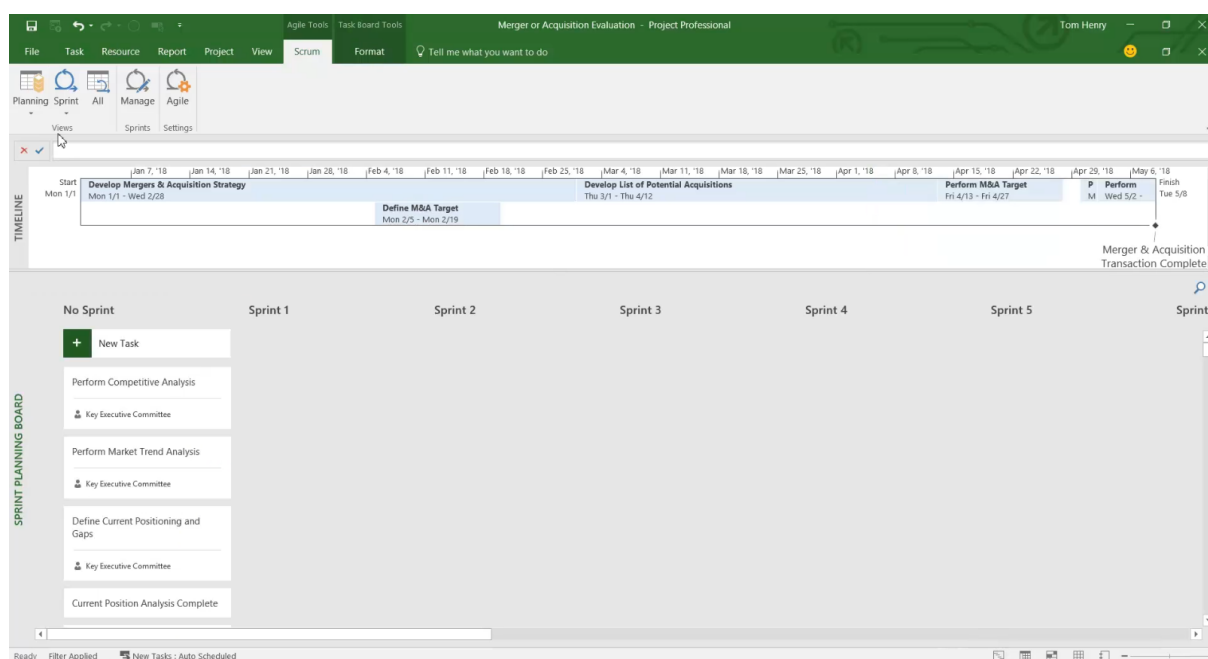 Agile Tools Task Board Tools Merger or Acquisition Evaluation - Project Professional Tom Henry
File Task Resource Report Project View Scrum Format Tell me what you want to do
Planning Sprint All Manage Agile
Views Sprints Settings
Jan 7, '18 Jan 14, '18 Jan 21, '18 Jan 28, '18 Feb 4, '18 Feb 11, '18 Feb 18, '18 Feb 25, '18 Mar 4, '18 Mar 11, '18 Mar 18, '18 Mar 25, '18 Apr 1, '18 Apr 8, '18 Apr 15, '18 Apr 22, '18 Apr 29, '18 May 6, '18
Start Develop Mergers & Acquisition Strategy Develop List of Potential Acquisitions Perform M&A Target P Perform Finish
Mon 1/1 Mon 1/1 - Wed 2/28 Thu 3/1 - Thu 4/12 Fri 4/13 - Fri 4/27 M Wed 5/2 - Tue 5/8
Define M&A Target
Mon 2/5 - Mon 2/19
TIMELINE
Merger & Acquisition
Transaction Complete
No Sprint Sprint 1 Sprint 2 Sprint 3 Sprint 4 Sprint 5 Sprint
+ New Task
Perform Competitive Analysis
Key Executive Committee
Perform Market Trend Analysis
Key Executive Committee
Define Current Positioning and
Gaps
Key Executive Committee
Current Position Analysis Complete
SPRINT PLANNING BOARD
Ready Filter Applied New Tasks : Auto Scheduled